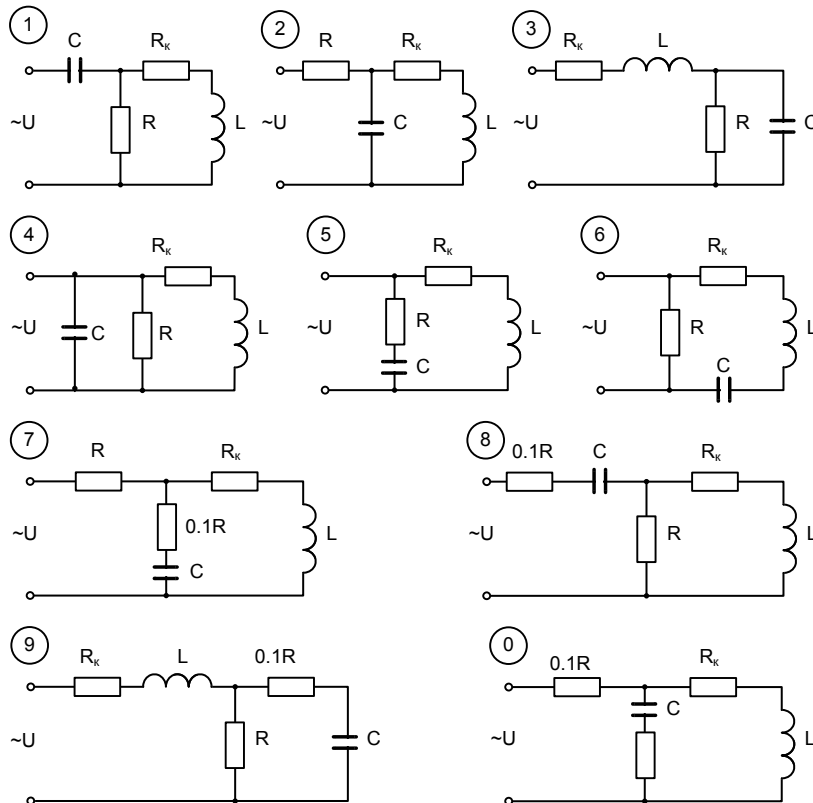 1 2 3
C Rк R Rк Rк L
~U R L ~U C L ~U R C
4 5 6
Rк Rк Rк
~U C R L ~U R L ~U R L
C C
7 8
R Rк 0.1R C Rк
~U 0.1R L ~U R L
C
9 0
Rк L 0.1R 0.1R Rк
~U R C ~U C L